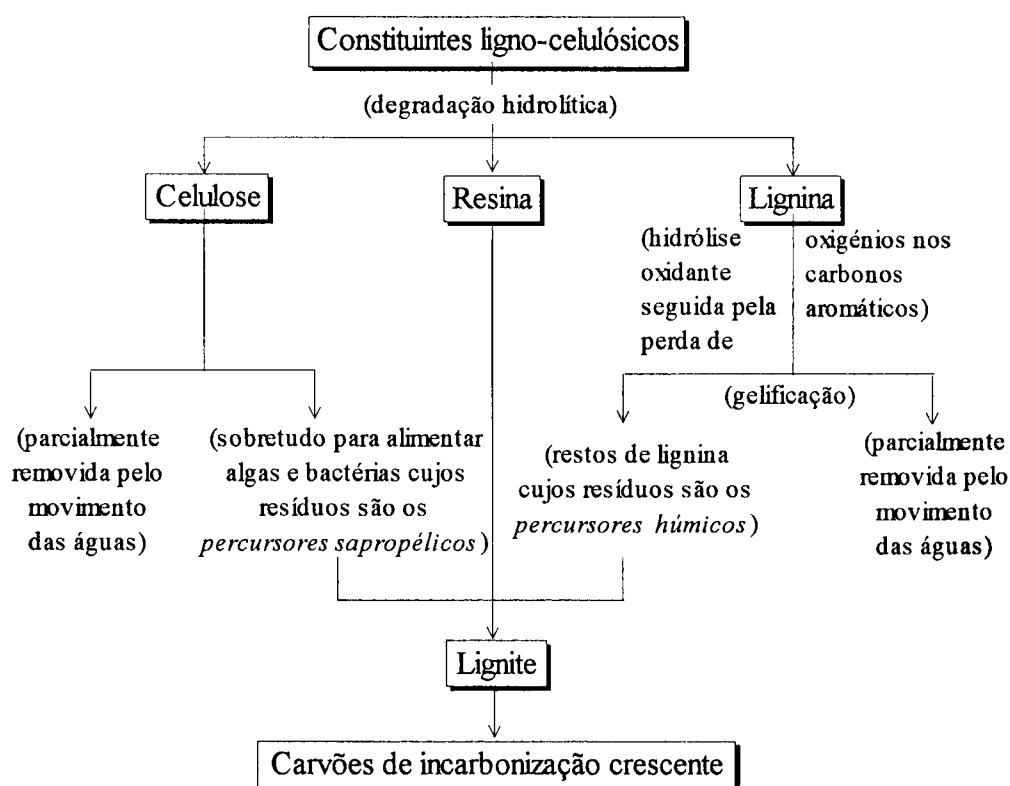 Constituintes ligno-celulósicos
(degradação hidrolítica)
Celulose
Resina
Lignina
(hidrólise
oxidante
seguida pela
perda de
oxigénios nos
carbonos
aromáticos)
(gelificação)
(parcialmente
removida pelo
movimento
das águas)
(sobretudo para alimentar
algas e bactérias cujos
resíduos são os
percursores sapropélicos)
(restos de lignina
cujos resíduos são os
percursores húmicos)
(parcialmente
removida pelo
movimento
das águas)
Lignite
Carvões de incarbonização crescente